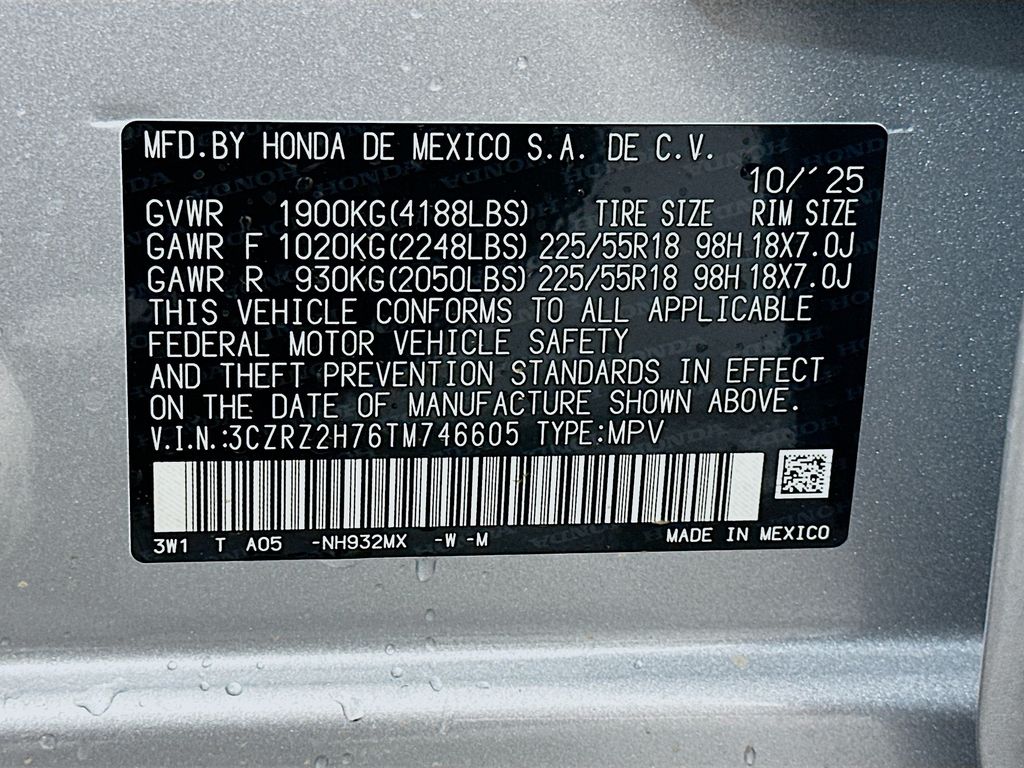 MFD.BY HONDA DE MEXICO S.A. DE C.V.
10/'25
GVWR 1900KG(4188LBS) TIRE SIZE RIM SIZE
GAWR F 1020KG(2248LBS) 225/55R18 98H 18X7.0J
GAWR R 930KG(2050LBS) 225/55R18 98H 18X7.0J
THIS VEHICLE CONFORMS TO ALL APPLICABLE
FEDERAL MOTOR VEHICLE SAFETY
AND THEFT PREVENTION STANDARDS IN EFFECT
ON THE DATE OF MANUFACTURE SHOWN ABOVE.
V.I.N.:3CZRZ2H76TM746605 TYPE:MPV
3W1 T A05 -NH932MX -W -M MADE IN MEXICO